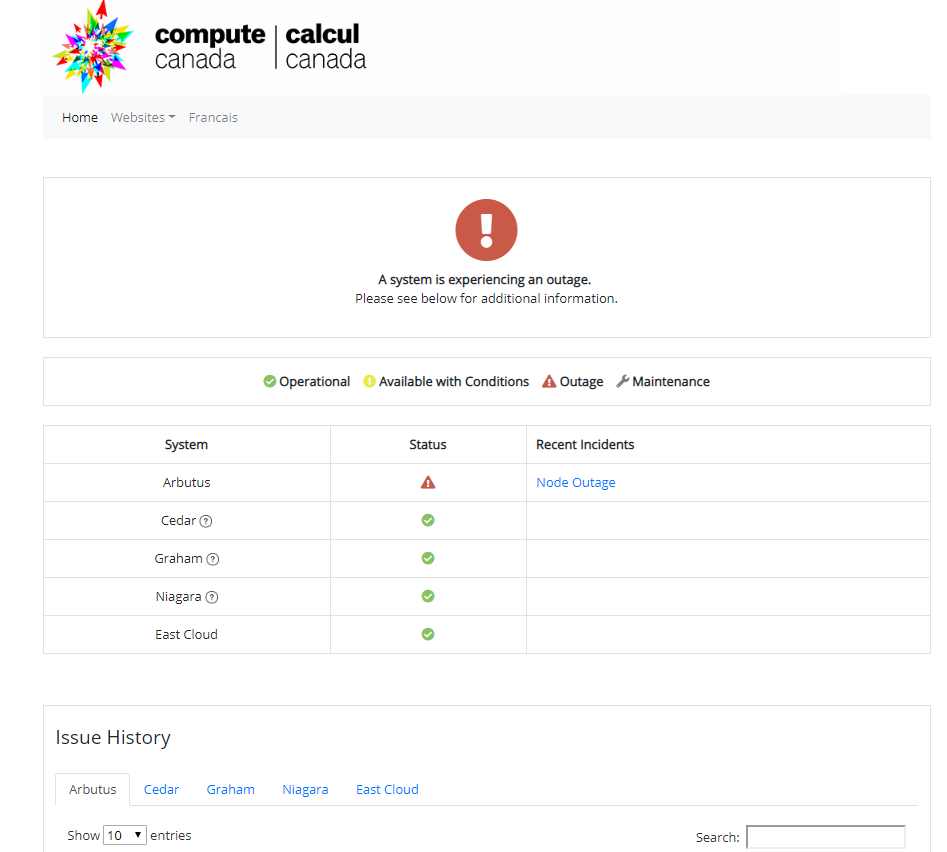 compute | calcul
canada | canada
Home Websites Francais
A system is experiencing an outage.
Please see below for additional information.
Operational Available with Conditions Outage Maintenance
System Status Recent Incidents
Arbutus Node Outage
Cedar
Graham
Niagara
East Cloud
Issue History
Arbutus Cedar Graham Niagara East Cloud
Show 10 entries Search: